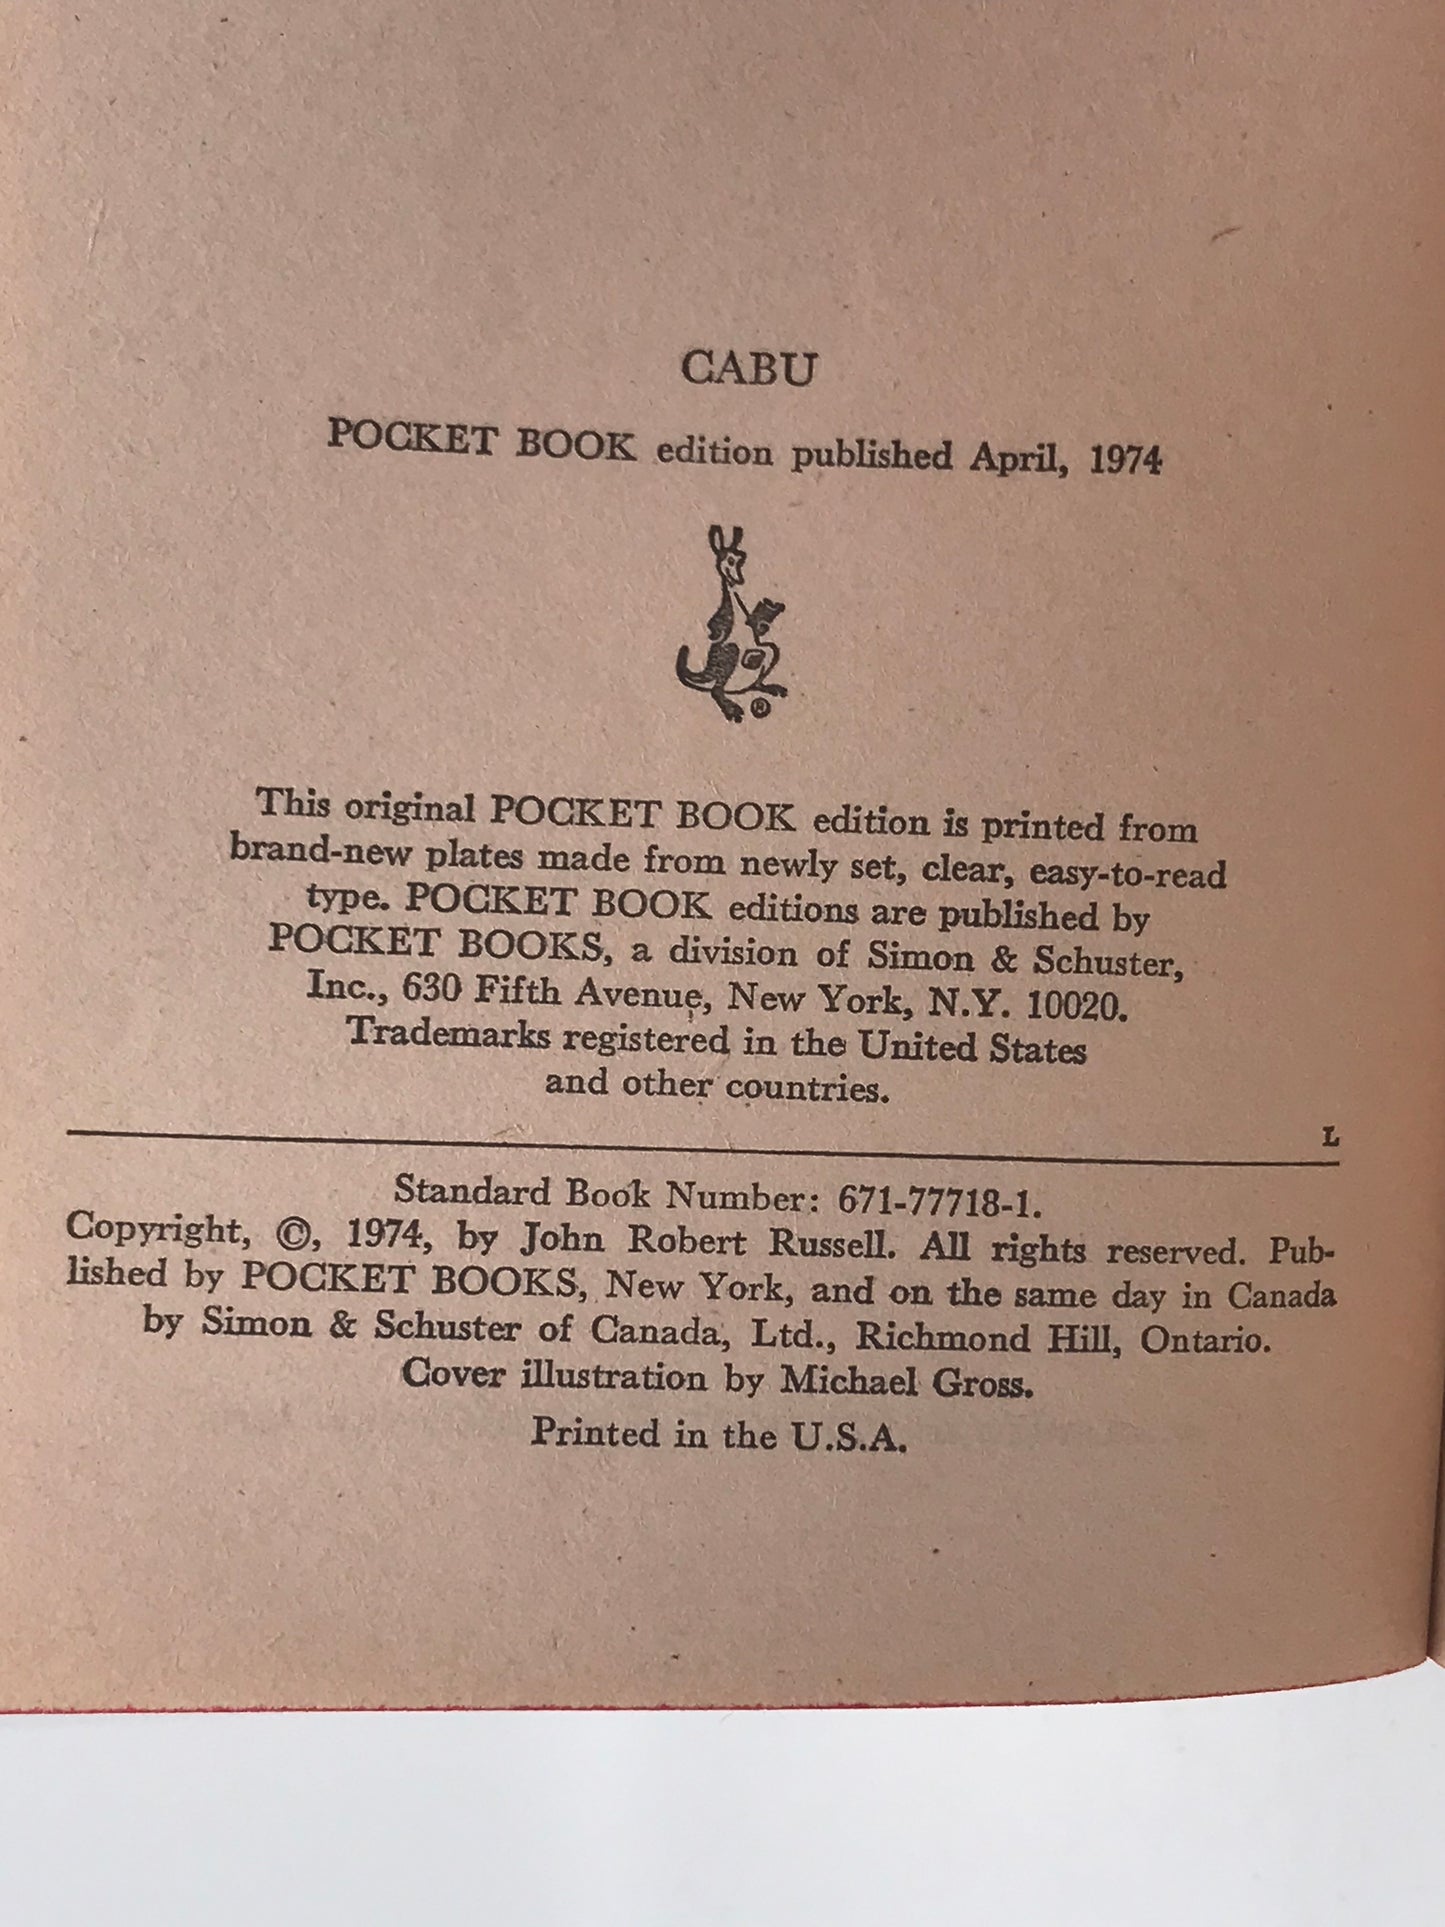 CABU
POCKET BOOK edition published April, 1974
®
This original POCKET BOOK edition is printed from
brand-new plates made from newly set, clear, easy-to-read
type. POCKET BOOK editions are published by
POCKET BOOKS, a division of Simon & Schuster,
Inc., 630 Fifth Avenue, New York, N.Y. 10020.
Trademarks registered in the United States
and other countries.
L
Standard Book Number: 671-77718-1.
Copyright, ©, 1974, by John Robert Russell. All rights reserved. Pub-
lished by POCKET BOOKS, New York, and on the same day in Canada
by Simon & Schuster of Canada, Ltd., Richmond Hill, Ontario.
Cover illustration by Michael Gross.
Printed in the U.S.A.